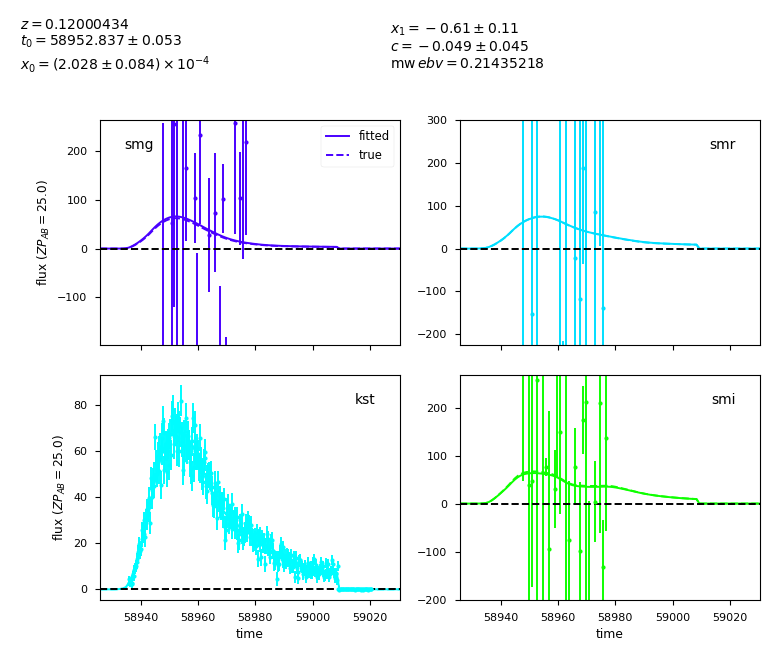 z = 0.12000434
t₀ = 58952.837 ± 0.053
x₀ = (2.028 ± 0.084) × 10⁻⁴
x₁ = −0.61 ± 0.11
c = −0.049 ± 0.045
mw ebv = 0.21435218
smg
fitted
true
200
100
0
−100
flux (ZP_AB = 25.0)
smr
300
200
100
0
−100
−200
kst
80
60
40
20
0
flux (ZP_AB = 25.0)
58940 58960 58980 59000 59020
time
smi
200
100
0
−100
−200
58940 58960 58980 59000 59020
time